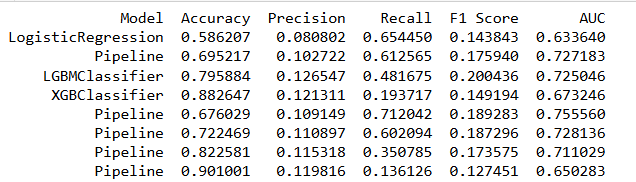 Model Accuracy Precision Recall F1 Score AUC
LogisticRegression 0.586207 0.080802 0.654450 0.143843 0.633640
Pipeline 0.695217 0.102722 0.612565 0.175940 0.727183
LGBMClassifier 0.795884 0.126547 0.481675 0.200436 0.725046
XGBClassifier 0.882647 0.121311 0.193717 0.149194 0.673246
Pipeline 0.676029 0.109149 0.712042 0.189283 0.755560
Pipeline 0.722469 0.110897 0.602094 0.187296 0.728136
Pipeline 0.822581 0.115318 0.350785 0.173575 0.711029
Pipeline 0.901001 0.119816 0.136126 0.127451 0.650283